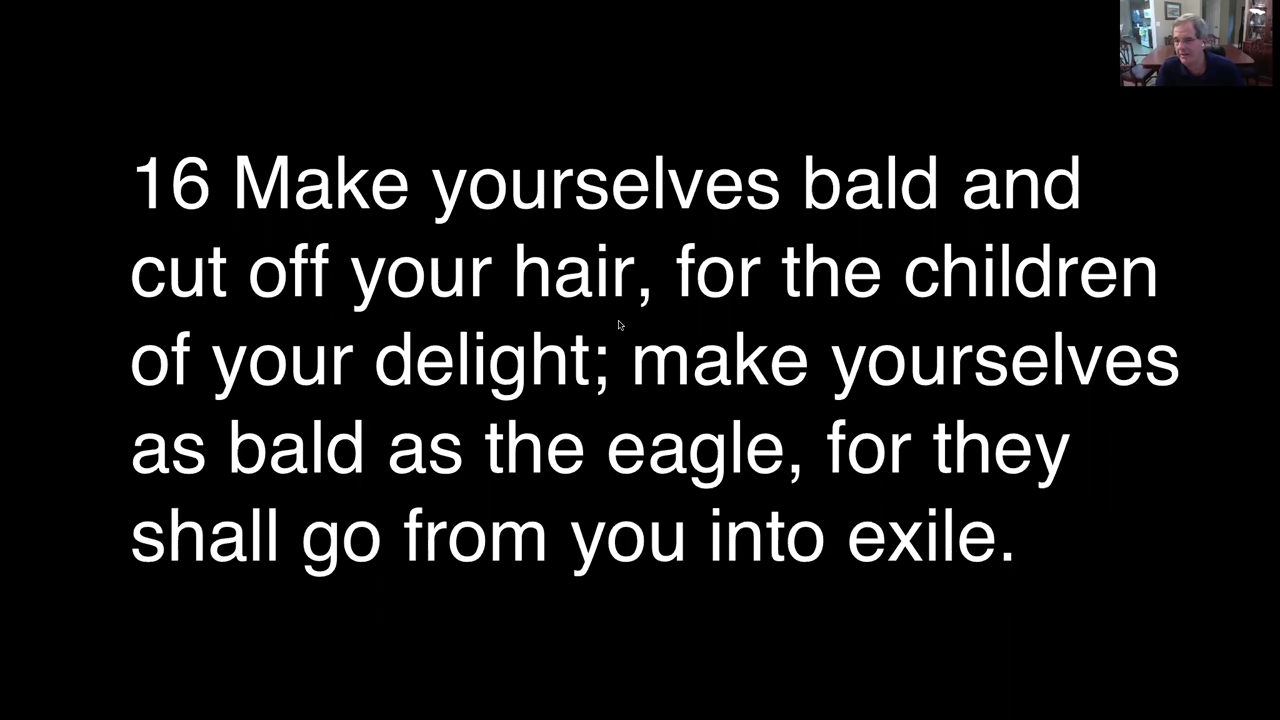 16 Make yourselves bald and
cut off your hair, for the children
of your delight; make yourselves
as bald as the eagle, for they
shall go from you into exile.